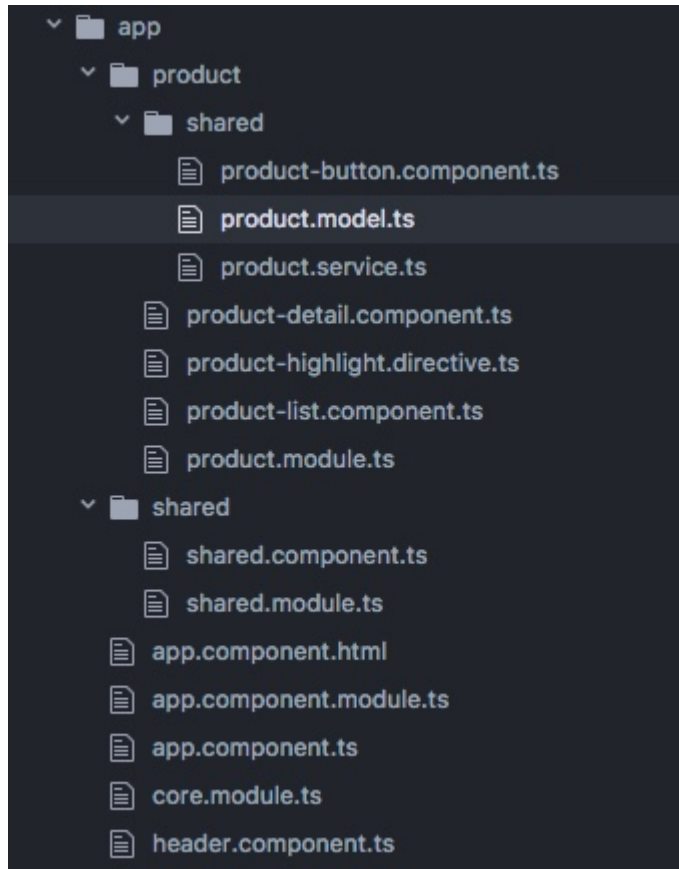 app
product
shared
product-button.component.ts
product.model.ts
product.service.ts
product-detail.component.ts
product-highlight.directive.ts
product-list.component.ts
product.module.ts
shared
shared.component.ts
shared.module.ts
app.component.html
app.component.module.ts
app.component.ts
core.module.ts
header.component.ts